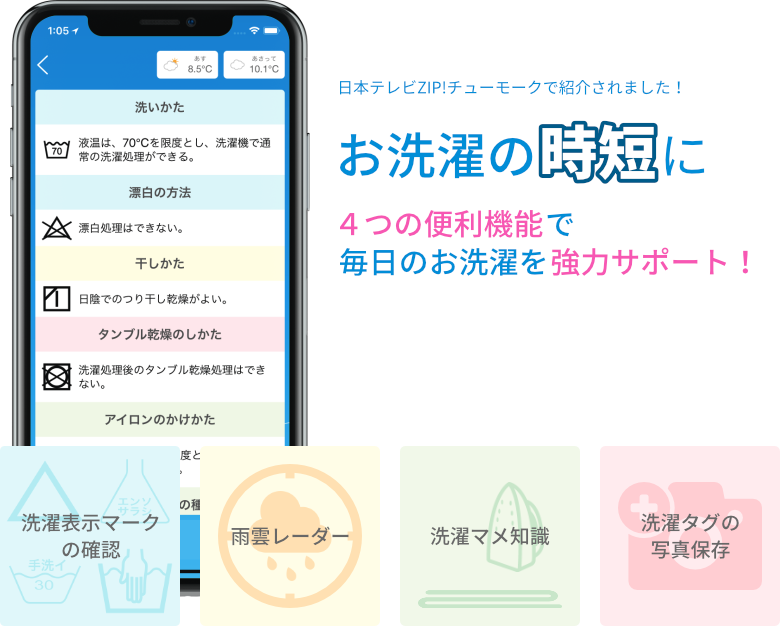 1:05
あす
8.5℃
あさって
10.1℃
洗いかた
70
液温は、70℃を限度とし、洗濯機で通
常の洗濯処理ができる。
漂白の方法
漂白処理はできない。
干しかた
日陰でのつり干し乾燥がよい。
タンブル乾燥のしかた
洗濯処理後のタンブル乾燥処理はでき
ない。
アイロンのかけかた
度と
。
の種
日本テレビZIP!チューモークで紹介されました！
お洗濯の時短に
４つの便利機能で
毎日のお洗濯を強力サポート！
エンソ
サラシ
洗濯表示マーク
の確認
手洗イ
30
雨雲レーダー
洗濯マメ知識
洗濯タグの
写真保存